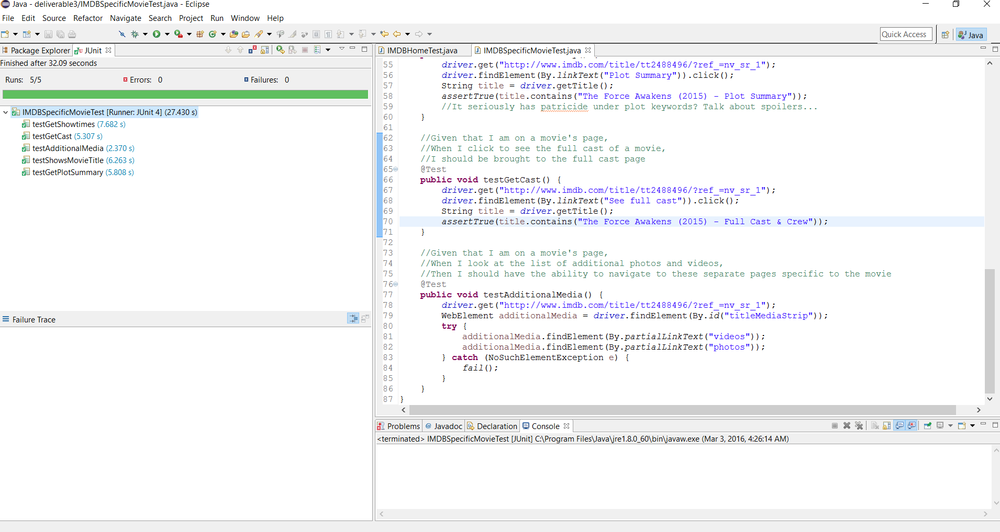 Java - deliverable3/IMDBSpecificMovieTest.java - Eclipse
File Edit Source Refactor Navigate Search Project Run Window Help
Quick Access
Java
Package Explorer JUnit
Finished after 32.09 seconds
Runs: 5/5 Errors: 0 Failures: 0
IMDBSpecificMovieTest [Runner: JUnit 4] (27.430 s)
testGetShowtimes (7.682 s)
testGetCast (5.307 s)
testAdditionalMedia (2.370 s)
testShowsMovieTitle (6.263 s)
testGetPlotSummary (5.808 s)
Failure Trace
IMDBHomeTest.java IMDBSpecificMovieTest.java
55 driver.get("http://www.imdb.com/title/tt2488496/?ref_=nv_sr_1");
56 driver.findElement(By.linkText("Plot Summary")).click();
57 String title = driver.getTitle();
58 assertTrue(title.contains("The Force Awakens (2015) - Plot Summary"));
59 //It seriously has patricide under plot keywords? Talk about spoilers...
60 }
61
62 //Given that I am on a movie's page,
63 //When I click to see the full cast of a movie,
64 //I should be brought to the full cast page
65 @Test
66 public void testGetCast() {
67 driver.get("http://www.imdb.com/title/tt2488496/?ref_=nv_sr_1");
68 driver.findElement(By.linkText("See full cast")).click();
69 String title = driver.getTitle();
70 assertTrue(title.contains("The Force Awakens (2015) - Full Cast & Crew"));
71 }
72
73 //Given that I am on a movie's page,
74 //When I look at the list of additional photos and videos,
75 //Then I should have the ability to navigate to these separate pages specific to the movie
76 @Test
77 public void testAdditionalMedia() {
78 driver.get("http://www.imdb.com/title/tt2488496/?ref_=nv_sr_1");
79 WebElement additionalMedia = driver.findElement(By.id("titleMediaStrip"));
80 try {
81 additionalMedia.findElement(By.partialLinkText("videos"));
82 additionalMedia.findElement(By.partialLinkText("photos"));
83 } catch (NoSuchElementException e) {
84 fail();
85 }
86 }
87 }
Problems @ Javadoc Declaration Console
<terminated> IMDBSpecificMovieTest [JUnit] C:\Program Files\Java\jre1.8.0_60\bin\javaw.exe (Mar 3, 2016, 4:26:14 AM)